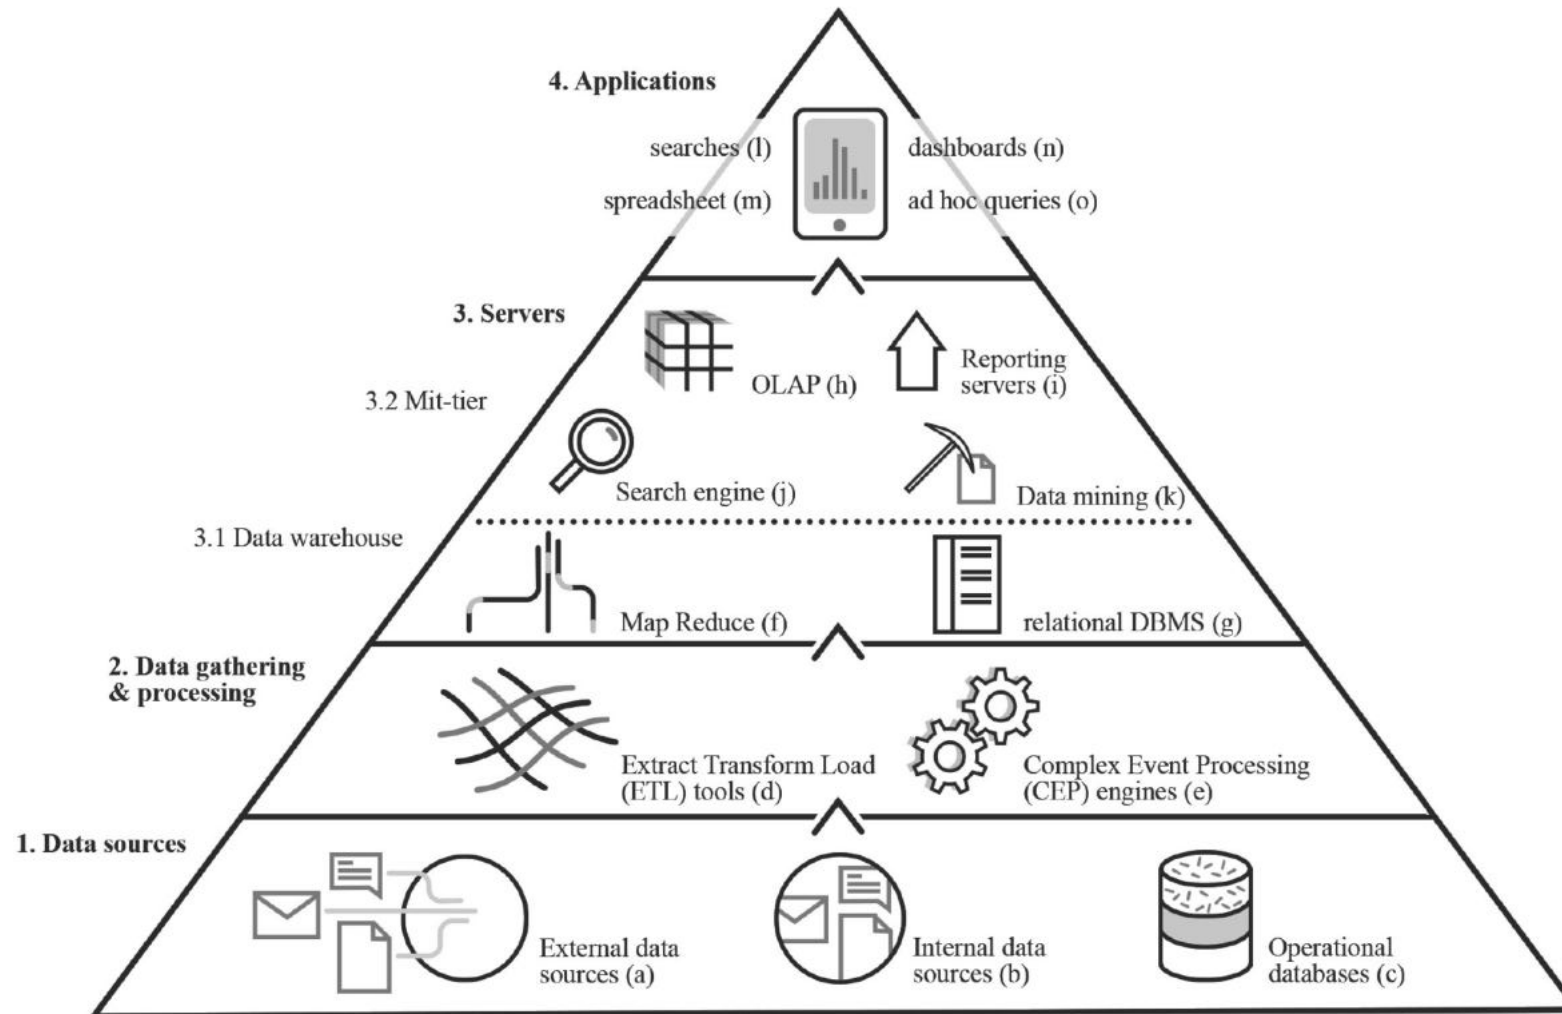 4. Applications
searches (l)
dashboards (n)
spreadsheet (m)
ad hoc queries (o)
3. Servers
OLAP (h)
Reporting
servers (i)
3.2 Mit-tier
Search engine (j)
Data mining (k)
3.1 Data warehouse
Map Reduce (f)
relational DBMS (g)
2. Data gathering
& processing
Extract Transform Load
(ETL) tools (d)
Complex Event Processing
(CEP) engines (e)
1. Data sources
External data
sources (a)
Internal data
sources (b)
Operational
databases (c)